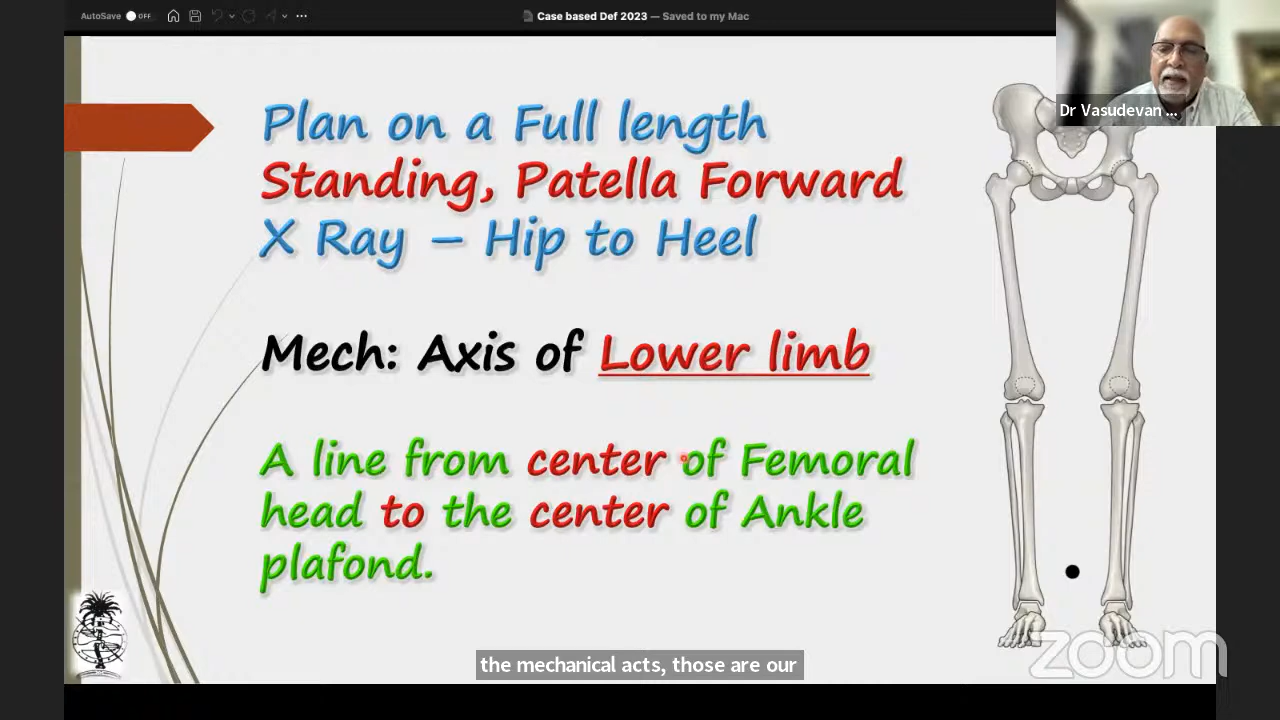 AutoSave OFF
Case based Def 2023 — Saved to my Mac
Dr Vasudevan ...
Plan on a Full length
Standing, Patella Forward
X Ray – Hip to Heel
Mech: Axis of Lower limb
A line from center of Femoral
head to the center of Ankle
plafond.
the mechanical acts, those are our
zoom